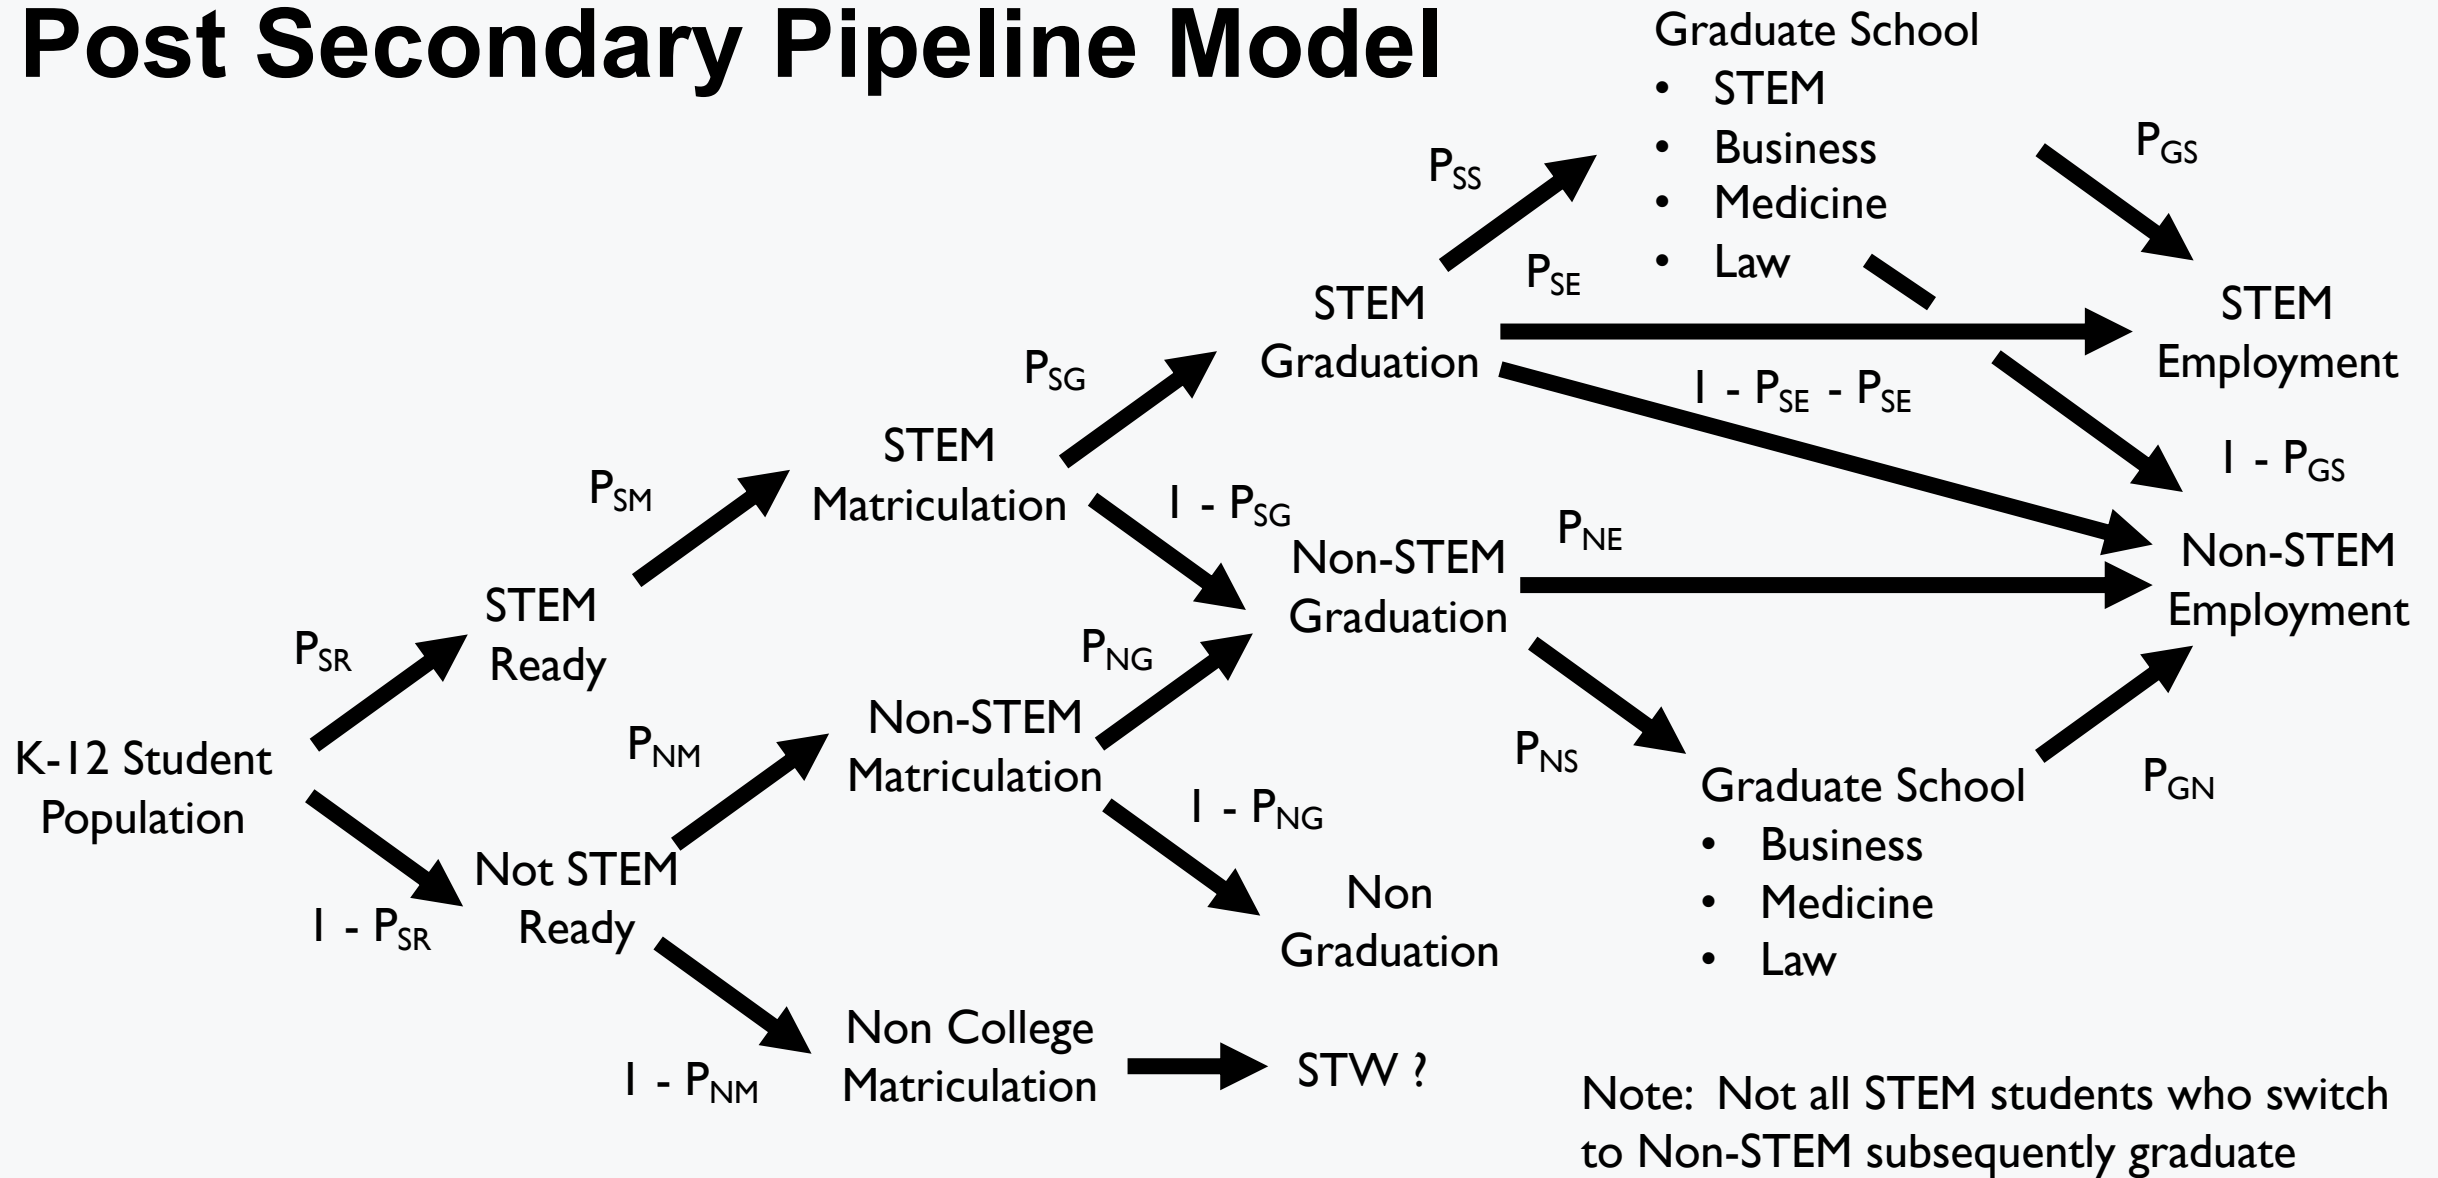 Post Secondary Pipeline Model
Graduate School
• STEM
• Business
• Medicine
• Law
P_GS
P_SS
P_SE
STEM
Graduation
STEM
Employment
1 - P_SE - P_SE
1 - P_GS
P_SG
STEM
Matriculation
1 - P_SG
P_SM
Non-STEM
Graduation
P_NE
Non-STEM
Employment
STEM
Ready
P_SR
P_NG
P_NM
Non-STEM
Matriculation
P_NS
K-12 Student
Population
1 - P_NG
Graduate School
• Business
• Medicine
• Law
P_GN
Not STEM
Ready
1 - P_SR
Non
Graduation
Non College
Matriculation
1 - P_NM
STW ?
Note: Not all STEM students who switch
to Non-STEM subsequently graduate